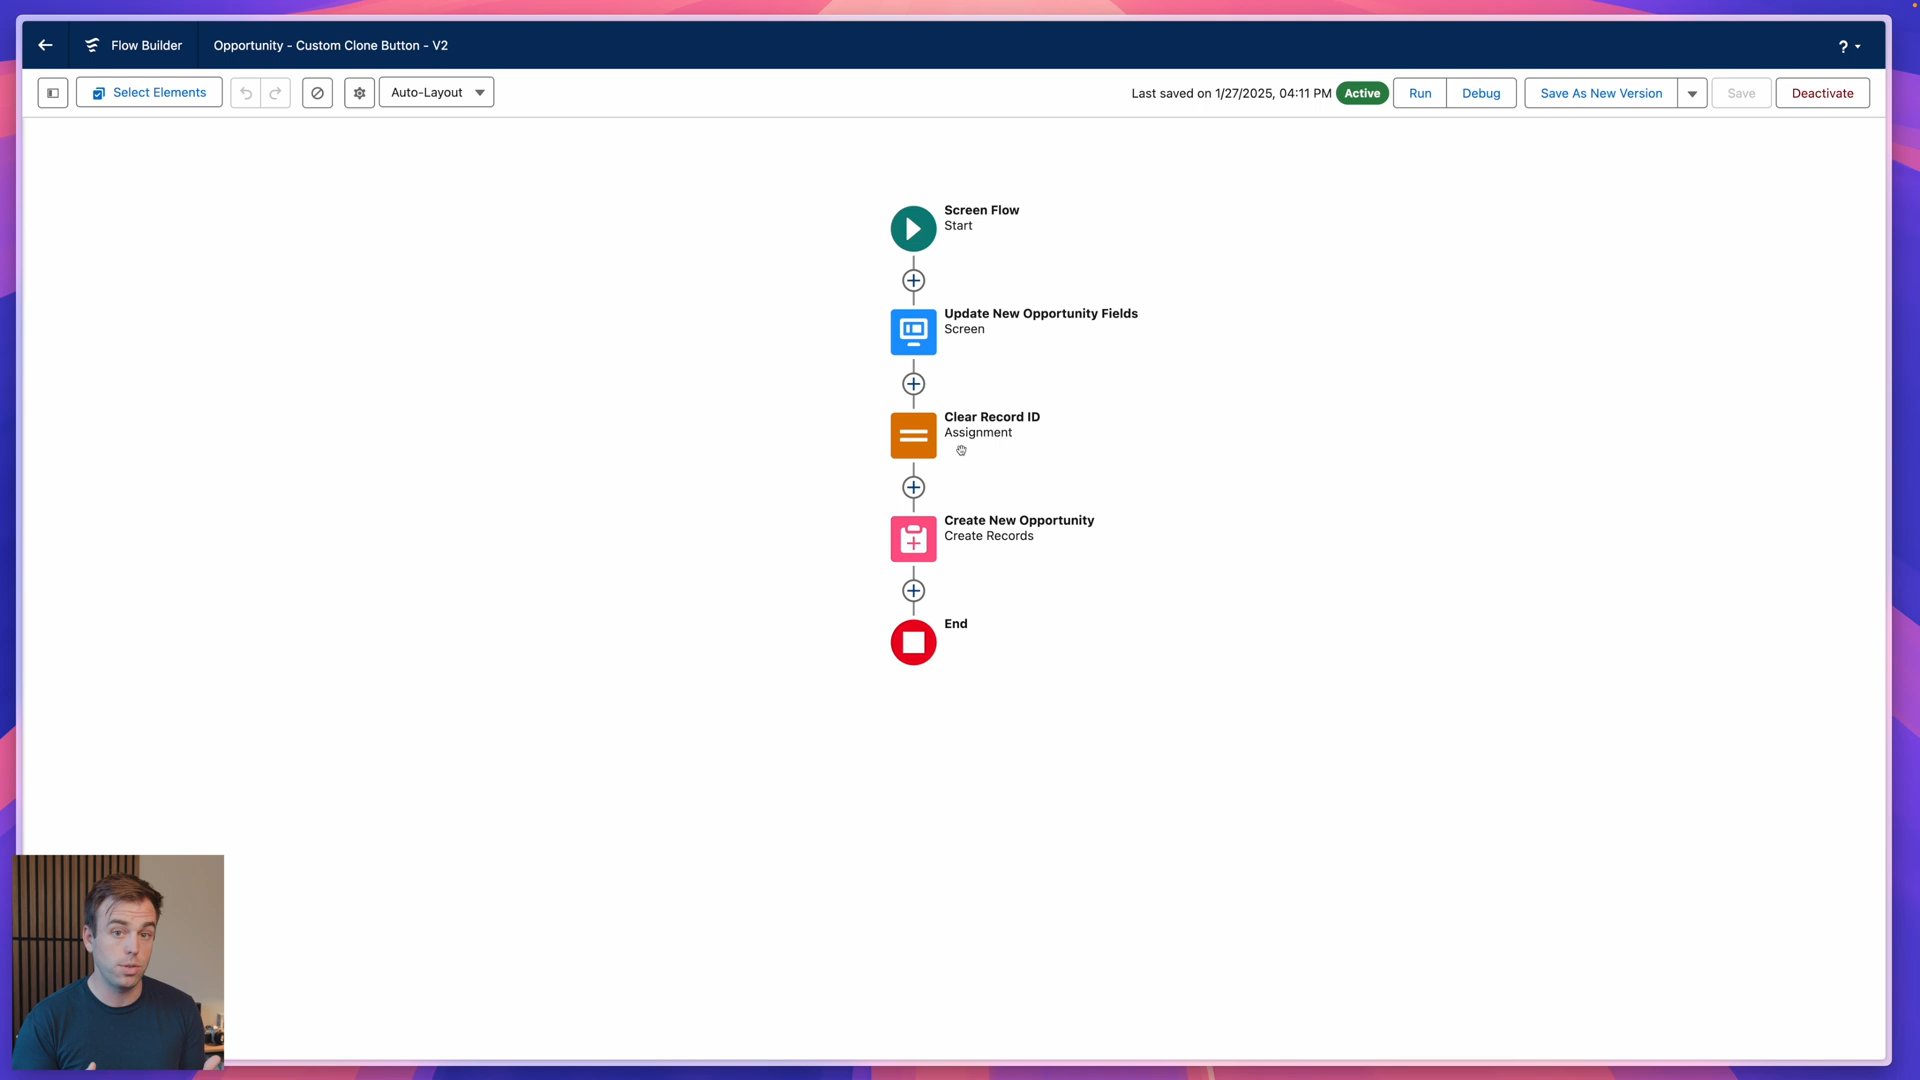 Flow Builder
Opportunity - Custom Clone Button - V2
?
Select Elements
Auto-Layout
Last saved on 1/27/2025, 04:11 PM
Active
Run
Debug
Save As New Version
Save
Deactivate
Screen Flow
Start
Update New Opportunity Fields
Screen
Clear Record ID
Assignment
Create New Opportunity
Create Records
End